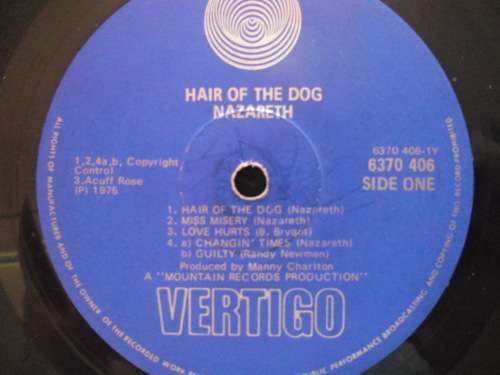 HAIR OF THE DOG
NAZARETH
1,2,4a,b, Copyright
Control
3, Acuff Rose
(P) 1975
6370 406-1Y
6370 406
SIDE ONE
1. HAIR OF THE DOG (Nazareth)
2. MISS MISERY (Nazareth)
3. LOVE HURTS (B. Bryant)
4. a) CHANGIN' TIMES (Nazareth)
b) GUILTY (Randy Newman)
Produced by Manny Charlton
A "MOUNTAIN RECORDS PRODUCTION"
VERTIGO
ALL RIGHTS OF MANUFACTURER AND OF THE OWNER OF THE RECORDED WORK
PUBLIC PERFORMANCE BROADCASTING AND COPYING OF THIS RECORD PROHIBITED